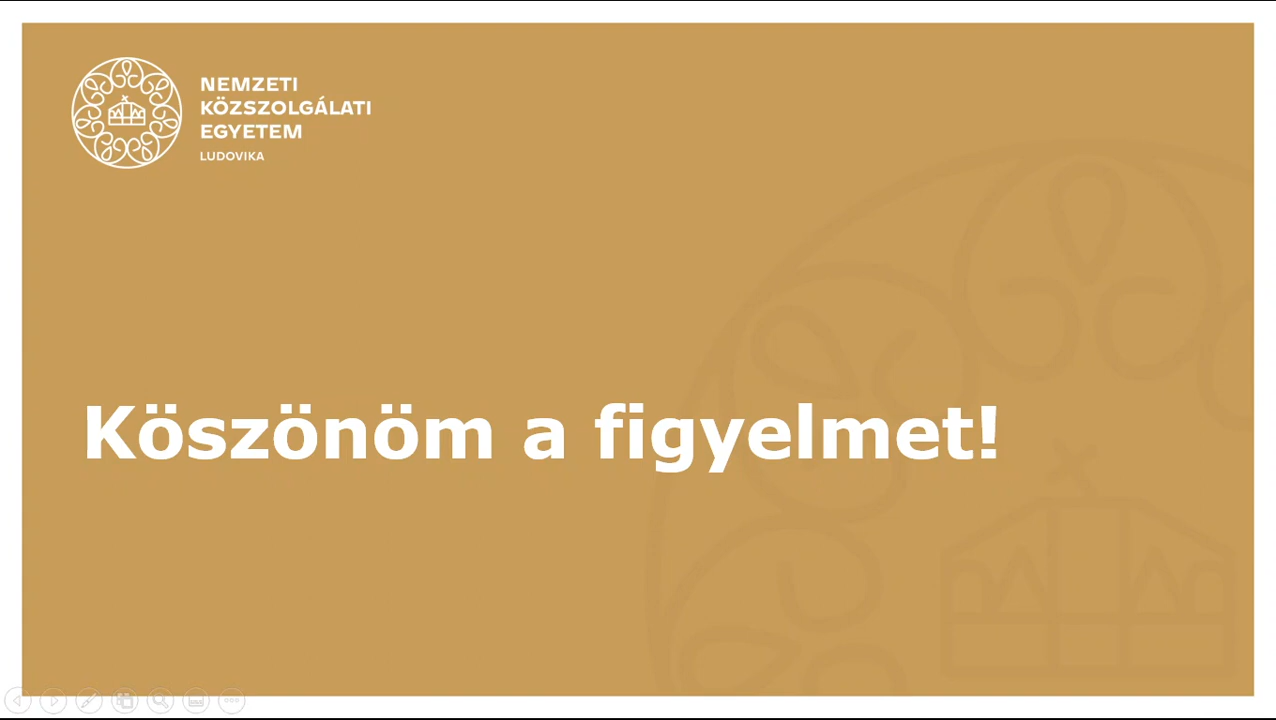 NEMZETI
KÖZSZOLGÁLATI
EGYETEM
LUDOVIKA
Köszönöm a figyelmet!